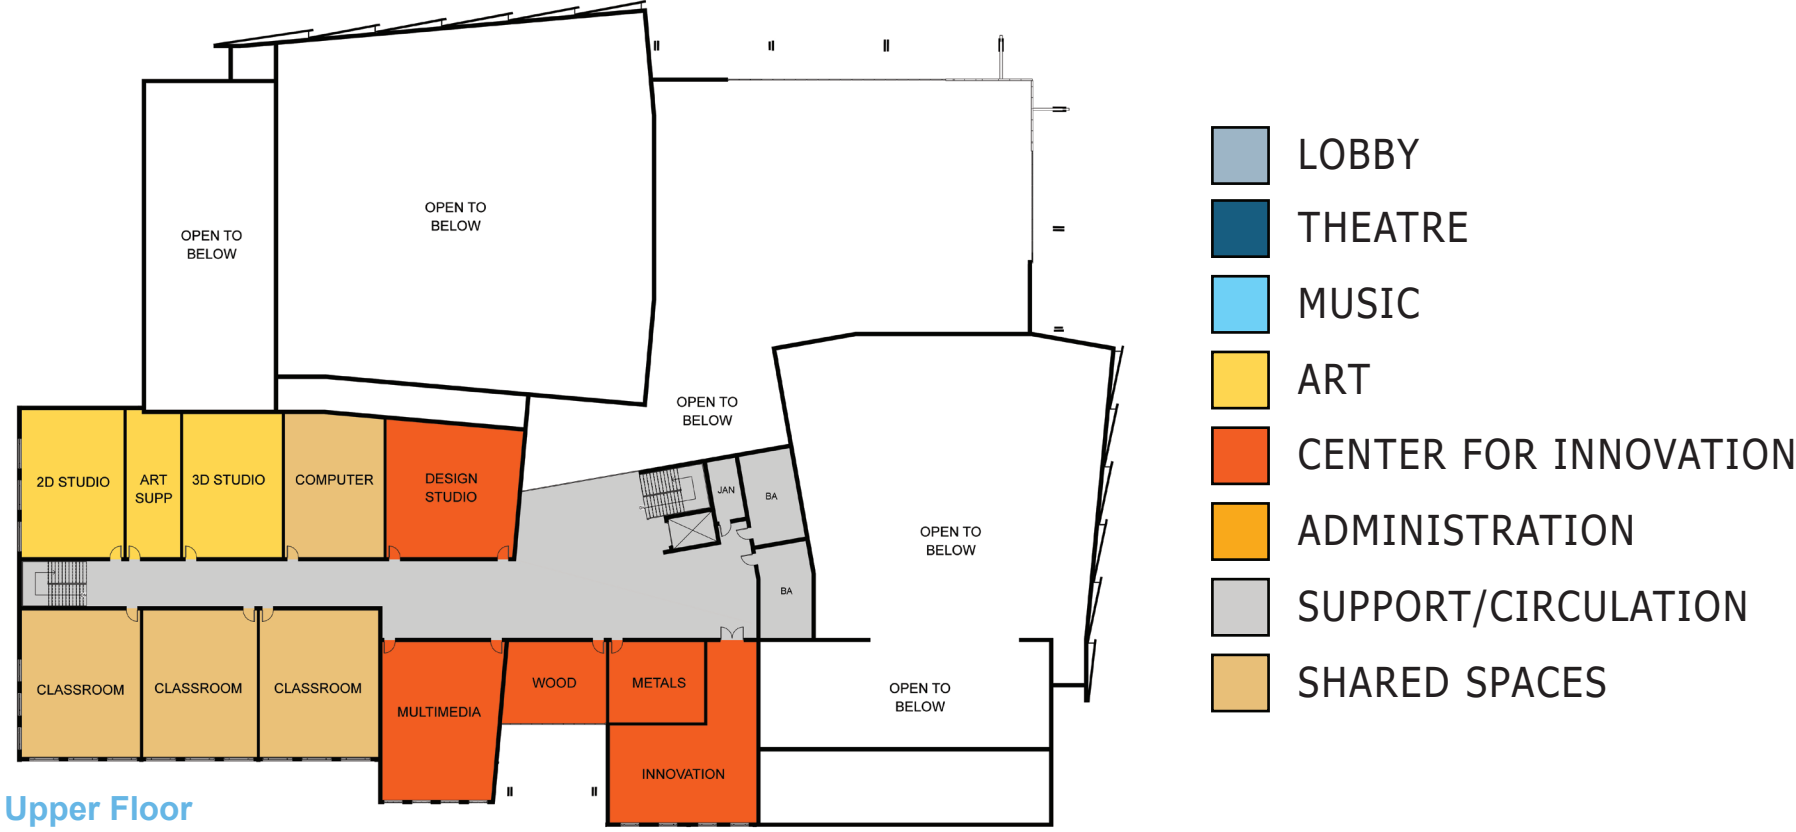 OPEN TO
BELOW
OPEN TO
BELOW
OPEN TO
BELOW
OPEN TO
BELOW
OPEN TO
BELOW
2D STUDIO
ART
SUPP
3D STUDIO
COMPUTER
DESIGN
STUDIO
JAN
BA
BA
CLASSROOM
CLASSROOM
CLASSROOM
MULTIMEDIA
WOOD
METALS
INNOVATION
Upper Floor
LOBBY
THEATRE
MUSIC
ART
CENTER FOR INNOVATION
ADMINISTRATION
SUPPORT/CIRCULATION
SHARED SPACES